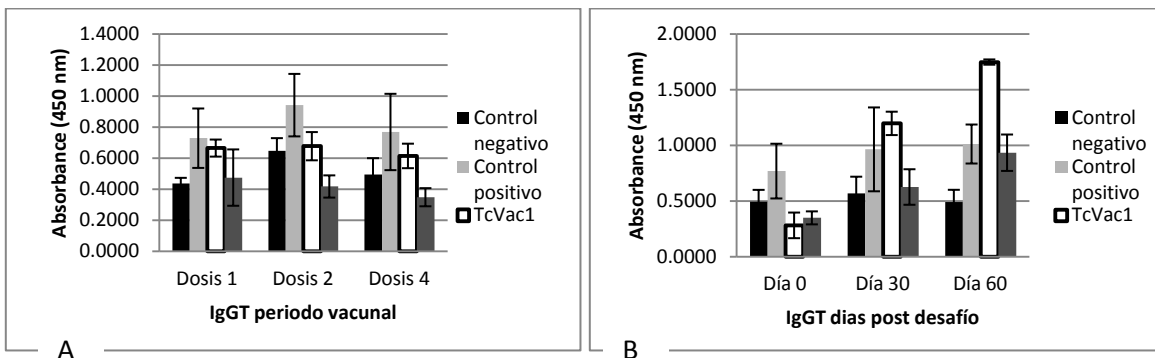 Absorbance (450 nm)
1.4000
1.2000
1.0000
0.8000
0.6000
0.4000
0.2000
0.0000
Dosis 1
Dosis 2
Dosis 4
IgGT periodo vacunal
Control
negativo
Control
positivo
TcVac1
A
Absorbance (450 nm)
2.0000
1.5000
1.0000
0.5000
0.0000
Día 0
Día 30
Día 60
IgGT dias post desafío
Control
negativo
Control
positivo
TcVac1
B